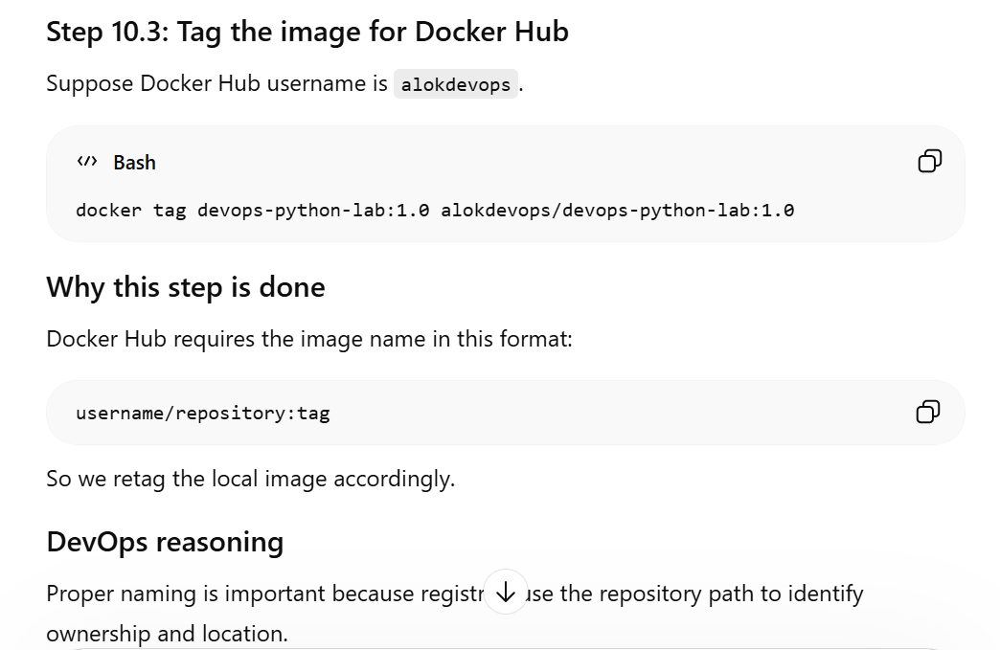 Step 10.3: Tag the image for Docker Hub
Suppose Docker Hub username is alokdevops.
Bash
docker tag devops-python-lab:1.0 alokdevops/devops-python-lab:1.0
Why this step is done
Docker Hub requires the image name in this format:
username/repository:tag
So we retag the local image accordingly.
DevOps reasoning
Proper naming is important because use the repository path to identify
ownership and location.